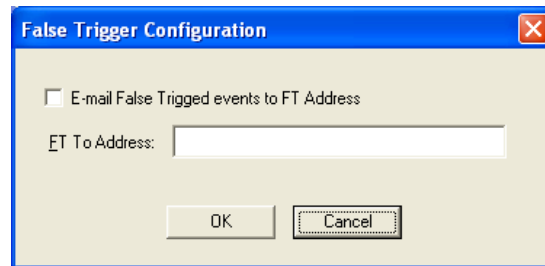 False Trigger Configuration
E-mail False Trigged events to FT Address
FT To Address:
OK
Cancel